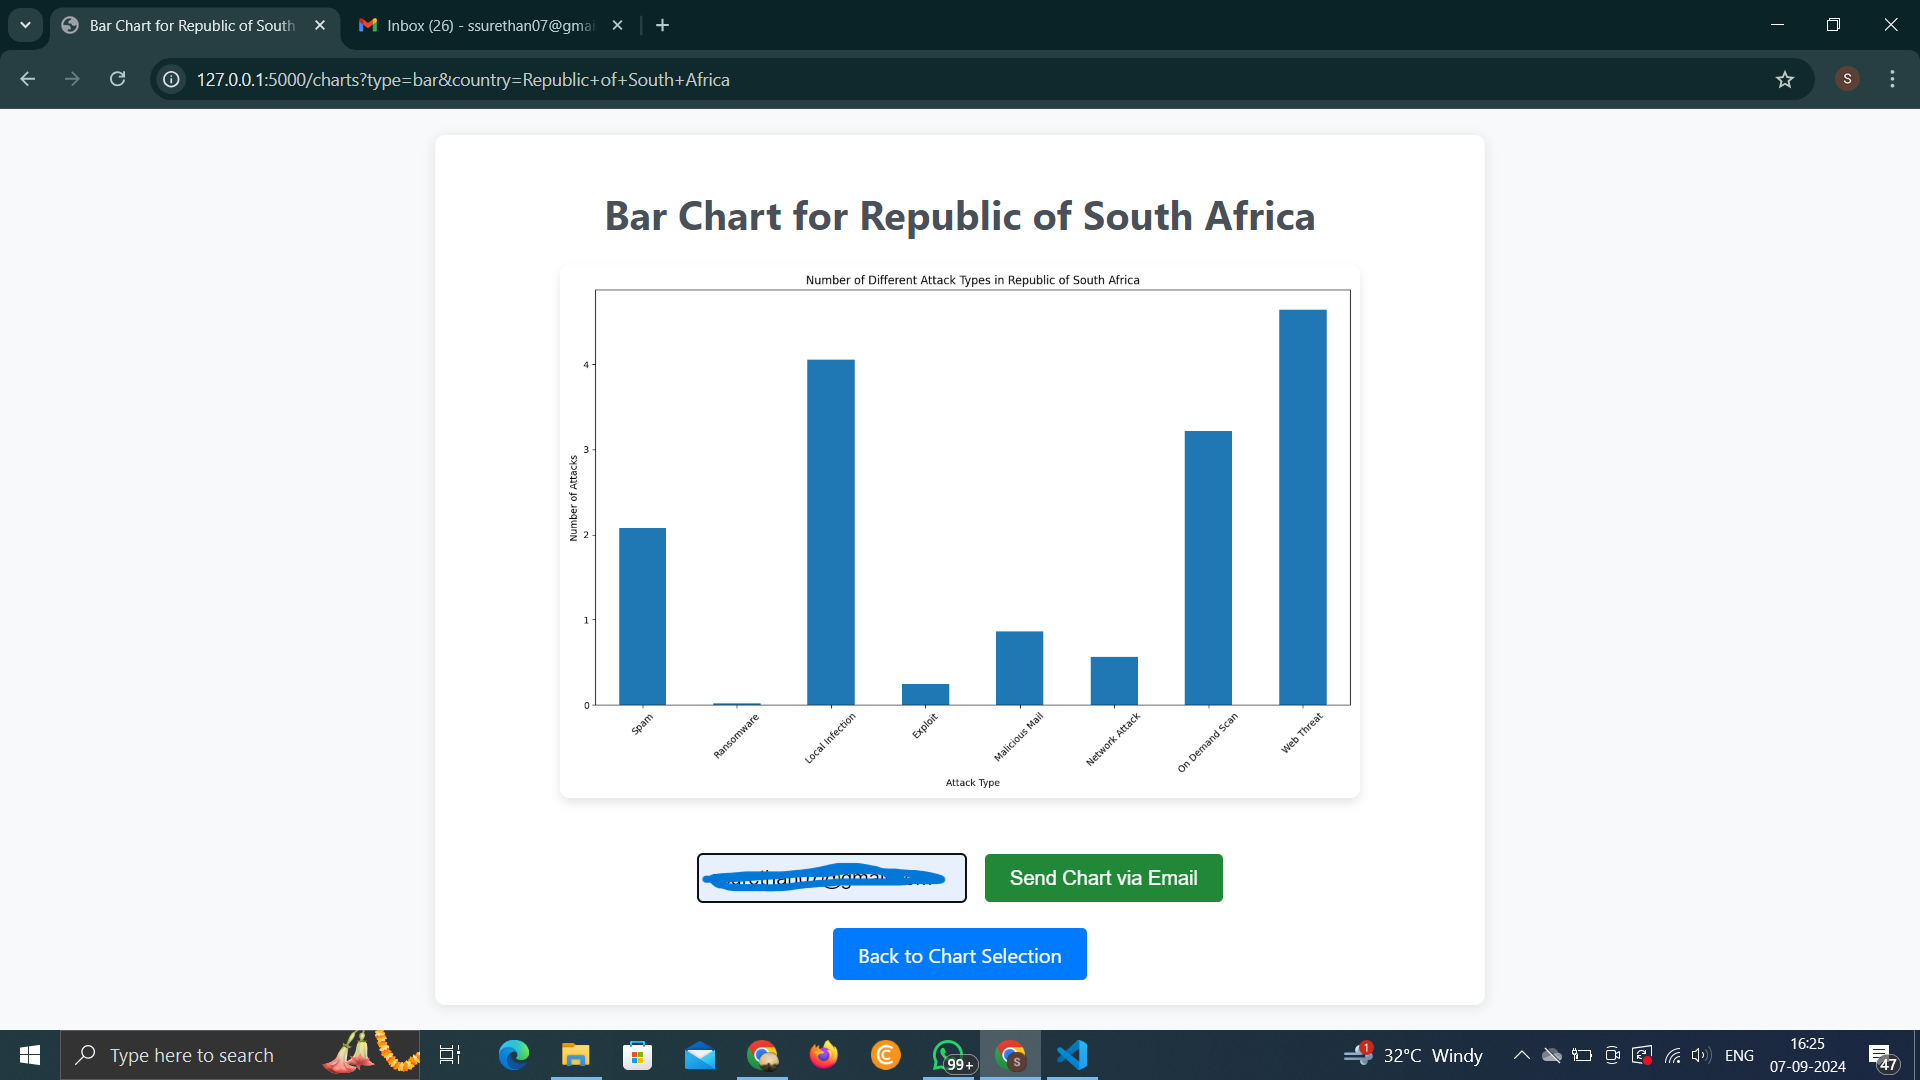 Bar Chart for Republic of South
Inbox (26) - ssurethan07@gmai
127.0.0.1:5000/charts?type=bar&country=Republic+of+South+Africa
S
Bar Chart for Republic of South Africa
Number of Different Attack Types in Republic of South Africa
Number of Attacks
4
3
2
1
0
Spam
Ransomware
Local Infection
Exploit
Malicious Mail
Network Attack
On Demand Scan
Web Threat
Attack Type
Send Chart via Email
Back to Chart Selection
Type here to search
99+
S
1
32°C Windy
ENG
16:25
07-09-2024
47